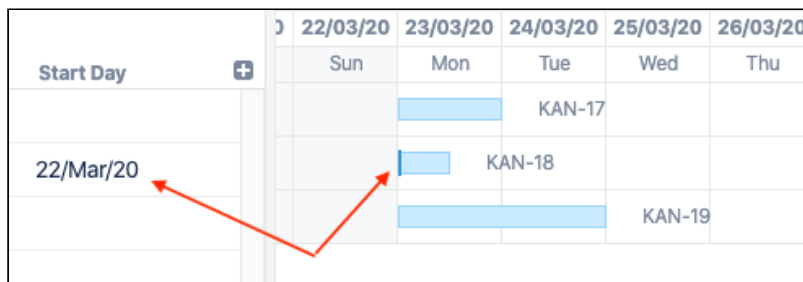 22/03/20 23/03/20 24/03/20 25/03/20 26/03/20
Start Day Sun Mon Tue Wed Thu
KAN-17
22/Mar/20 KAN-18
KAN-19